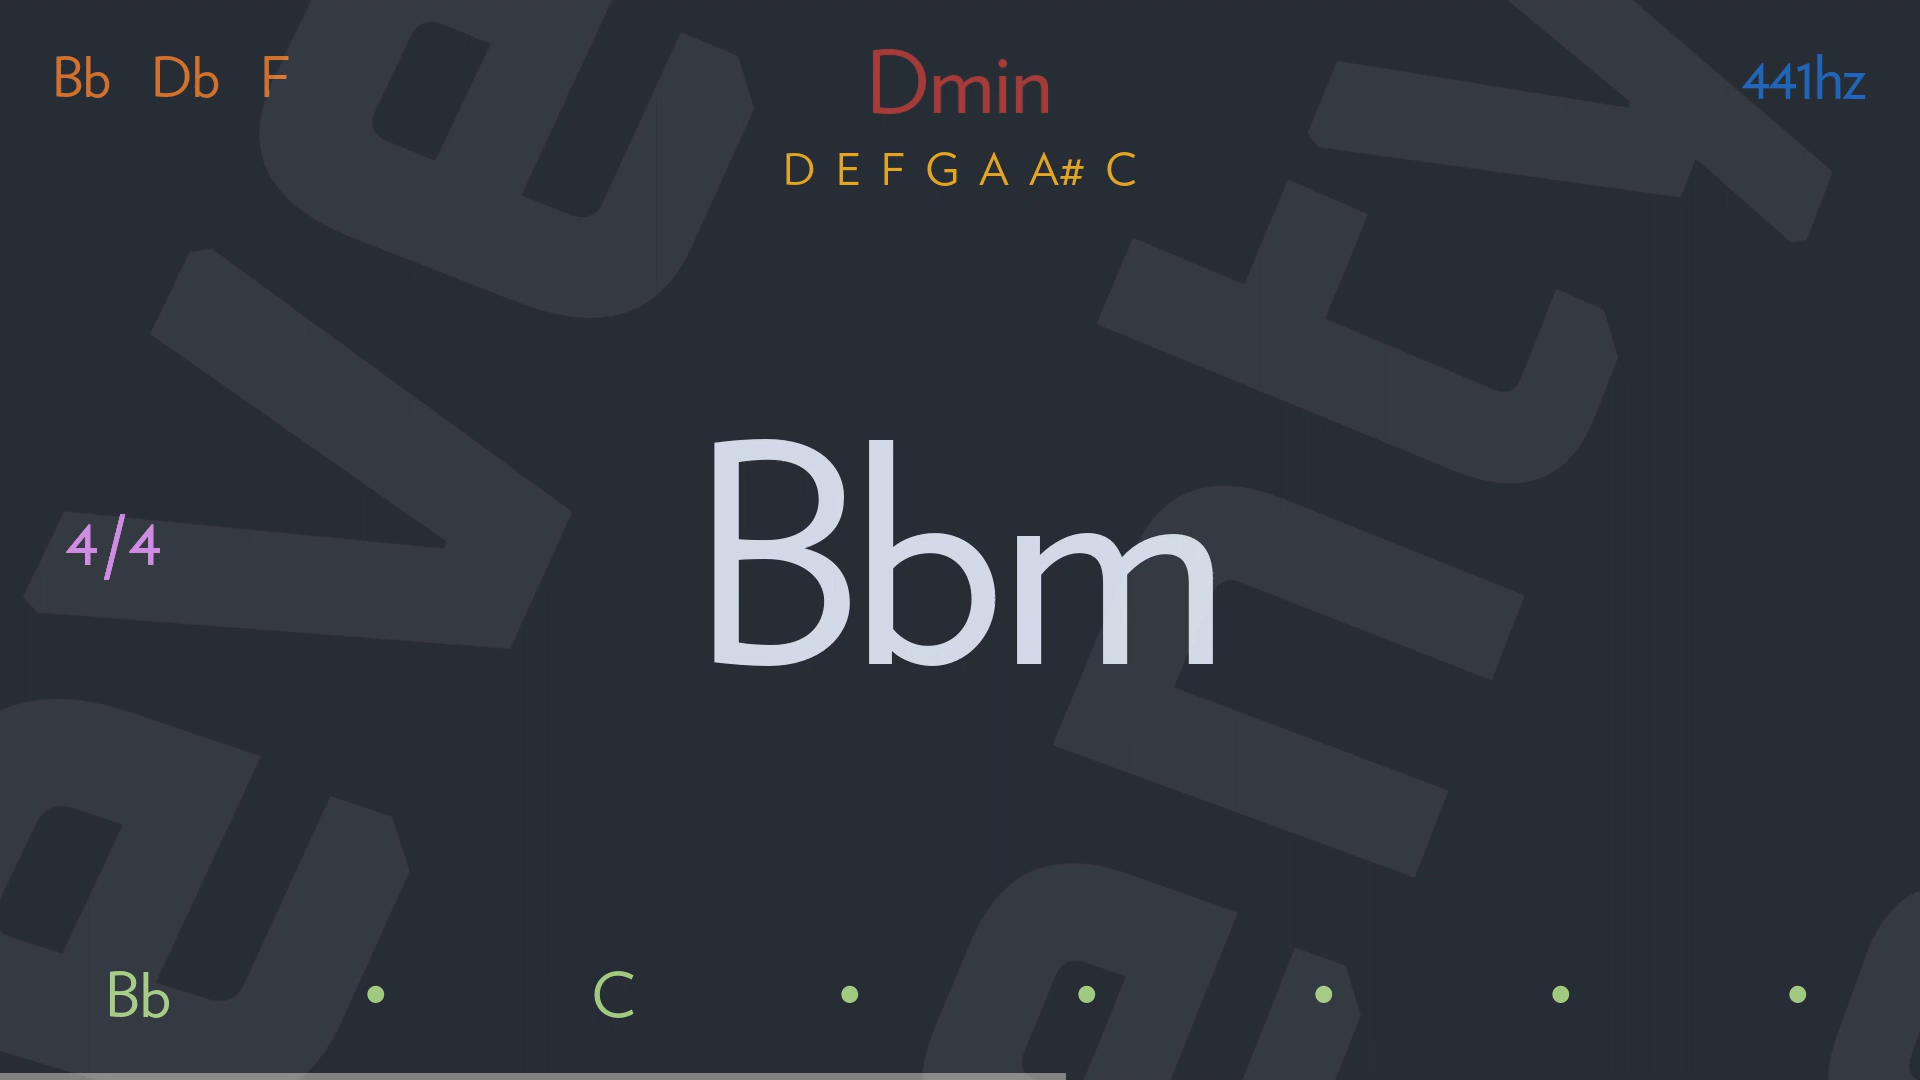 Bb Db F
Dmin
441hz
D E F G A A# C
4/4
Bbm
Bb • C • • • • •